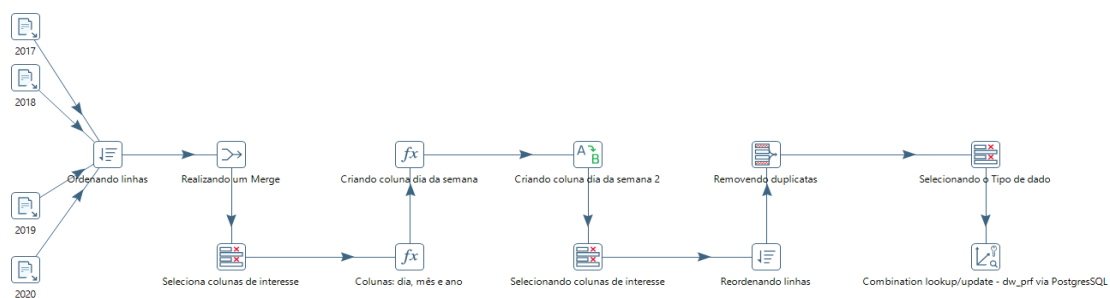 2017
2018
Ordenando linhas
Realizando um Merge
fx
Criando coluna dia da semana
A
B
Criando coluna dia da semana 2
Removendo duplicatas
Selecionando o Tipo de dado
2019
2020
Seleciona colunas de interesse
fx
Colunas: dia, mês e ano
Selecionando colunas de interesse
Reordenando linhas
Combination lookup/update - dw_prf via PostgresSQL